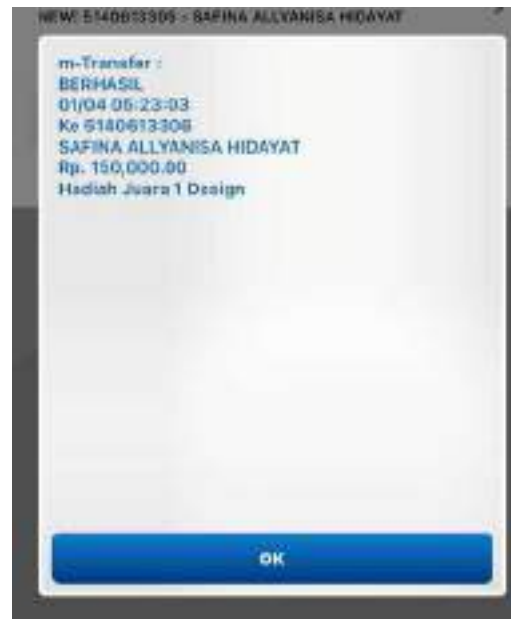 NEW! 5140613306 - SAFINA ALLYANISA HIDAYAT
m-Transfer :
BERHASIL
01/04 05:23:03
Ke 5140613306
SAFINA ALLYANISA HIDAYAT
Rp. 150,000.00
Hadiah Juara 1 Design
OK